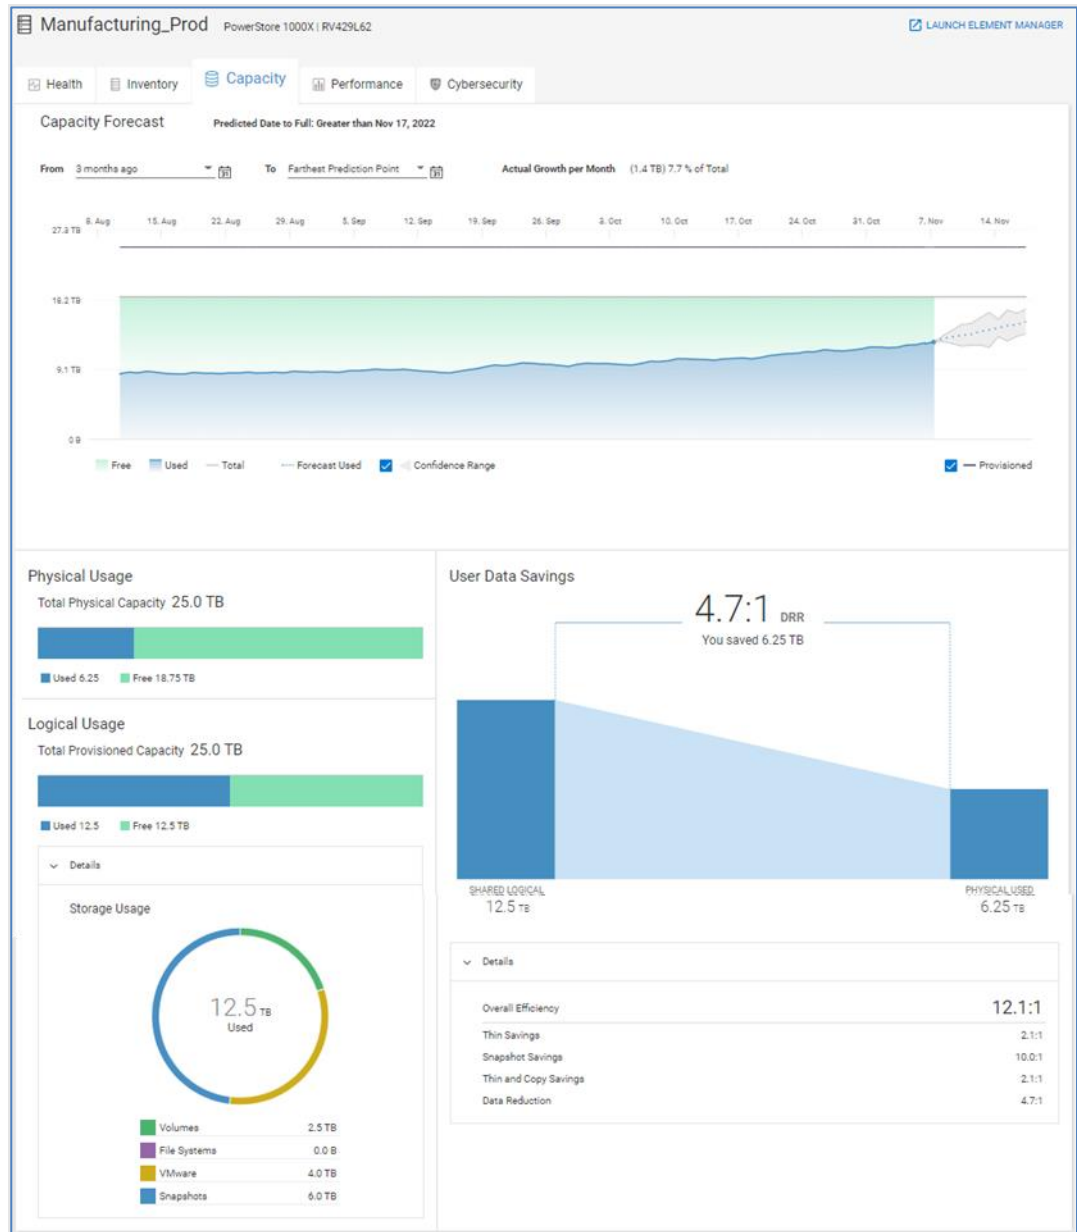 Manufacturing_Prod PowerStore 1000X | RV429L62 LAUNCH ELEMENT MANAGER
Health Inventory Capacity Performance Cybersecurity
Capacity Forecast Predicted Date to Full: Greater than Nov 17, 2022
From 3 months ago To Farthest Prediction Point Actual Growth per Month (1.4 TB) 7.7 % of Total
8. Aug 15. Aug 22. Aug 29. Aug 5. Sep 12. Sep 19. Sep 26. Sep 3. Oct 10. Oct 17. Oct 24. Oct 31. Oct 7. Nov 14. Nov
27.3 TB
18.2 TB
9.1 TB
0 B
Free Used Total Forecast Used Confidence Range Provisioned
Physical Usage
Total Physical Capacity 25.0 TB
Used 6.25 Free 18.75 TB
Logical Usage
Total Provisioned Capacity 25.0 TB
Used 12.5 Free 12.5 TB
Details
Storage Usage
12.5 TB
Used
Volumes 2.5 TB
File Systems 0.0 B
VMware 4.0 TB
Snapshots 6.0 TB
User Data Savings
4.7:1 DRR
You saved 6.25 TB
SHARED LOGICAL PHYSICAL USED
12.5 TB 6.25 TB
Details
Overall Efficiency 12.1:1
Thin Savings 2.1:1
Snapshot Savings 10.0:1
Thin and Copy Savings 2.1:1
Data Reduction 4.7:1